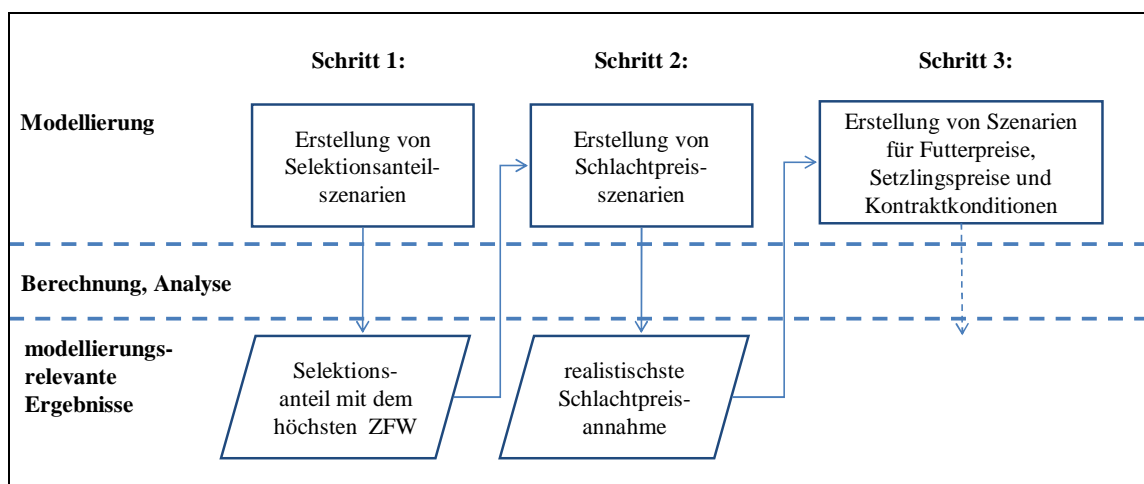 Schritt 1:
Schritt 2:
Schritt 3:
Modellierung
Erstellung von
Selektionsanteil-
szenarien
Erstellung von
Schlachtpreis-
szenarien
Erstellung von Szenarien
für Futterpreise,
Setzlingspreise und
Kontraktkonditionen
Berechnung, Analyse
modellierungs-
relevante
Ergebnisse
Selektions-
anteil mit dem
höchsten ZFW
realistischste
Schlachtpreis-
annahme